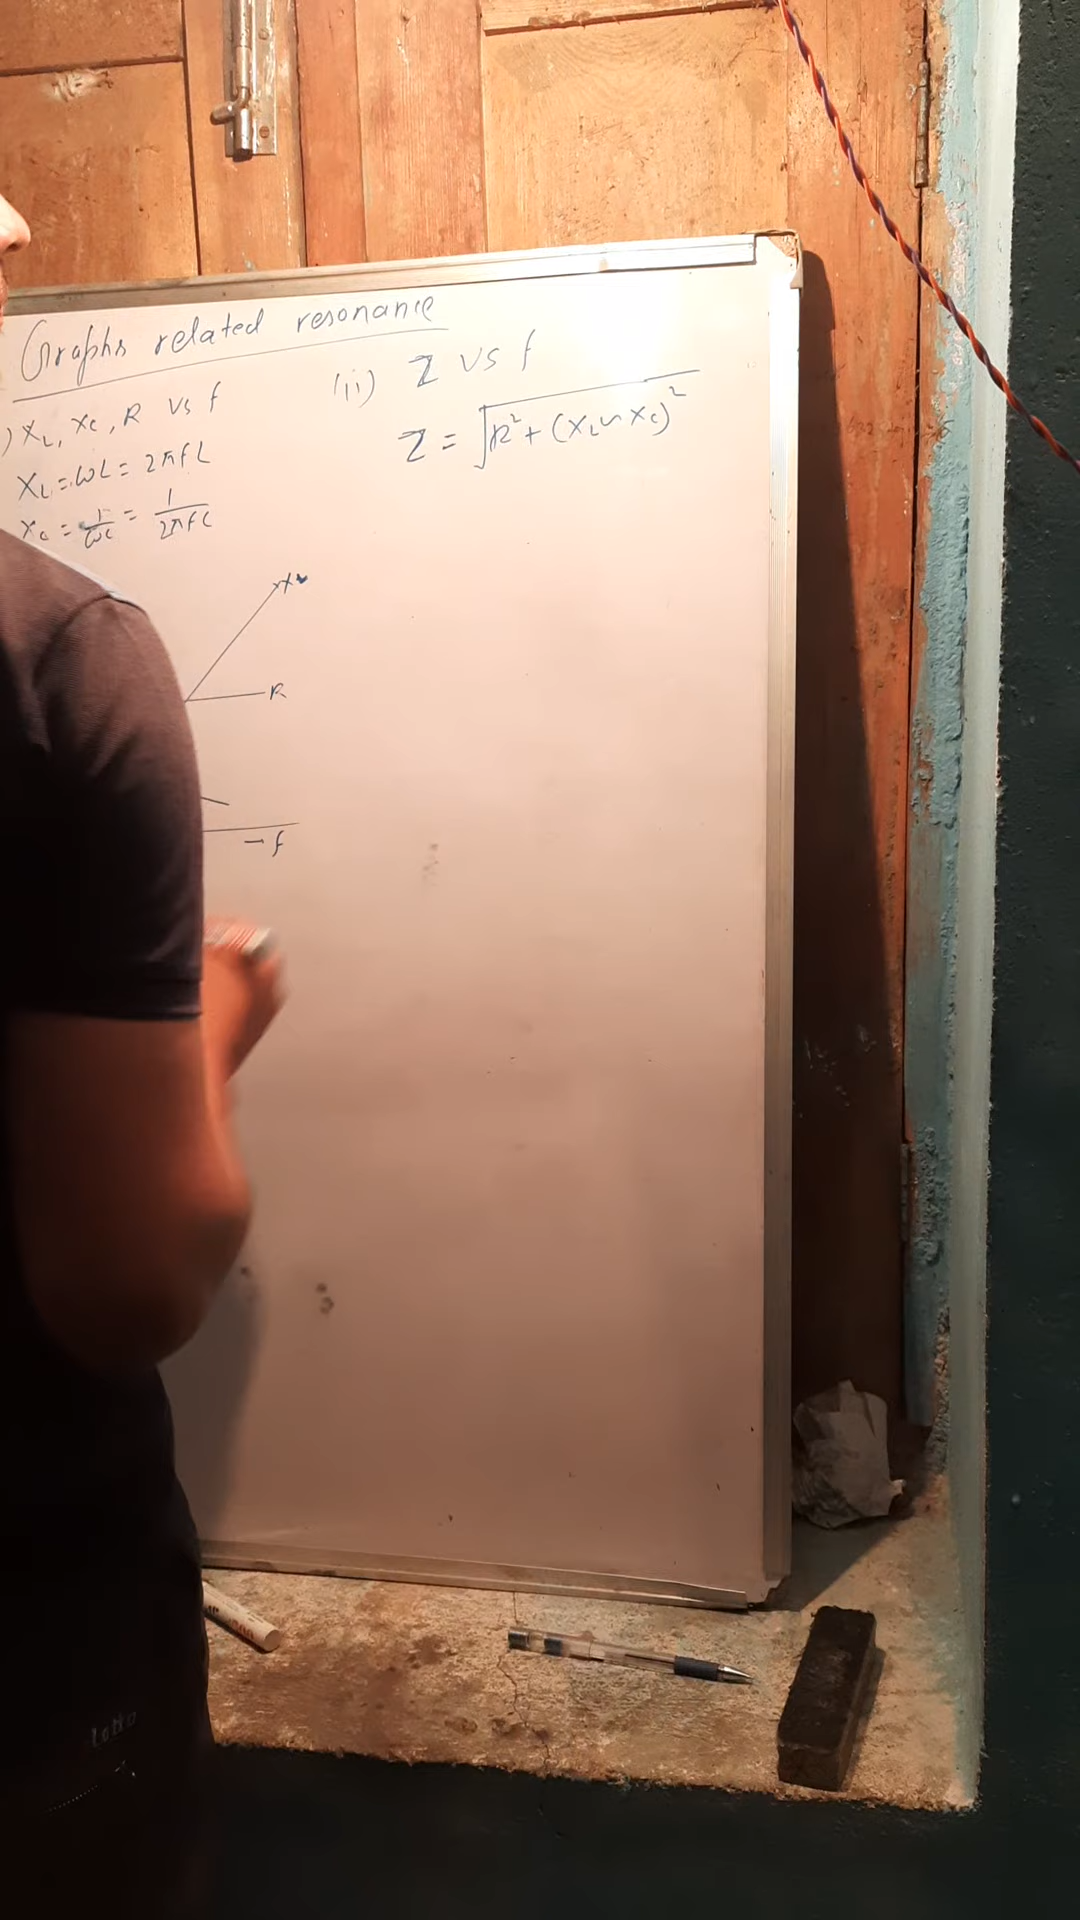 Graphs related resonance
) XL, XC, R vs f
XL = ωL = 2πfL
XC = 1/ωC = 1/2πfC
XL
R
– f
(ii) Z vs f
Z = √R² + (XL ~ XC)²
Lotto